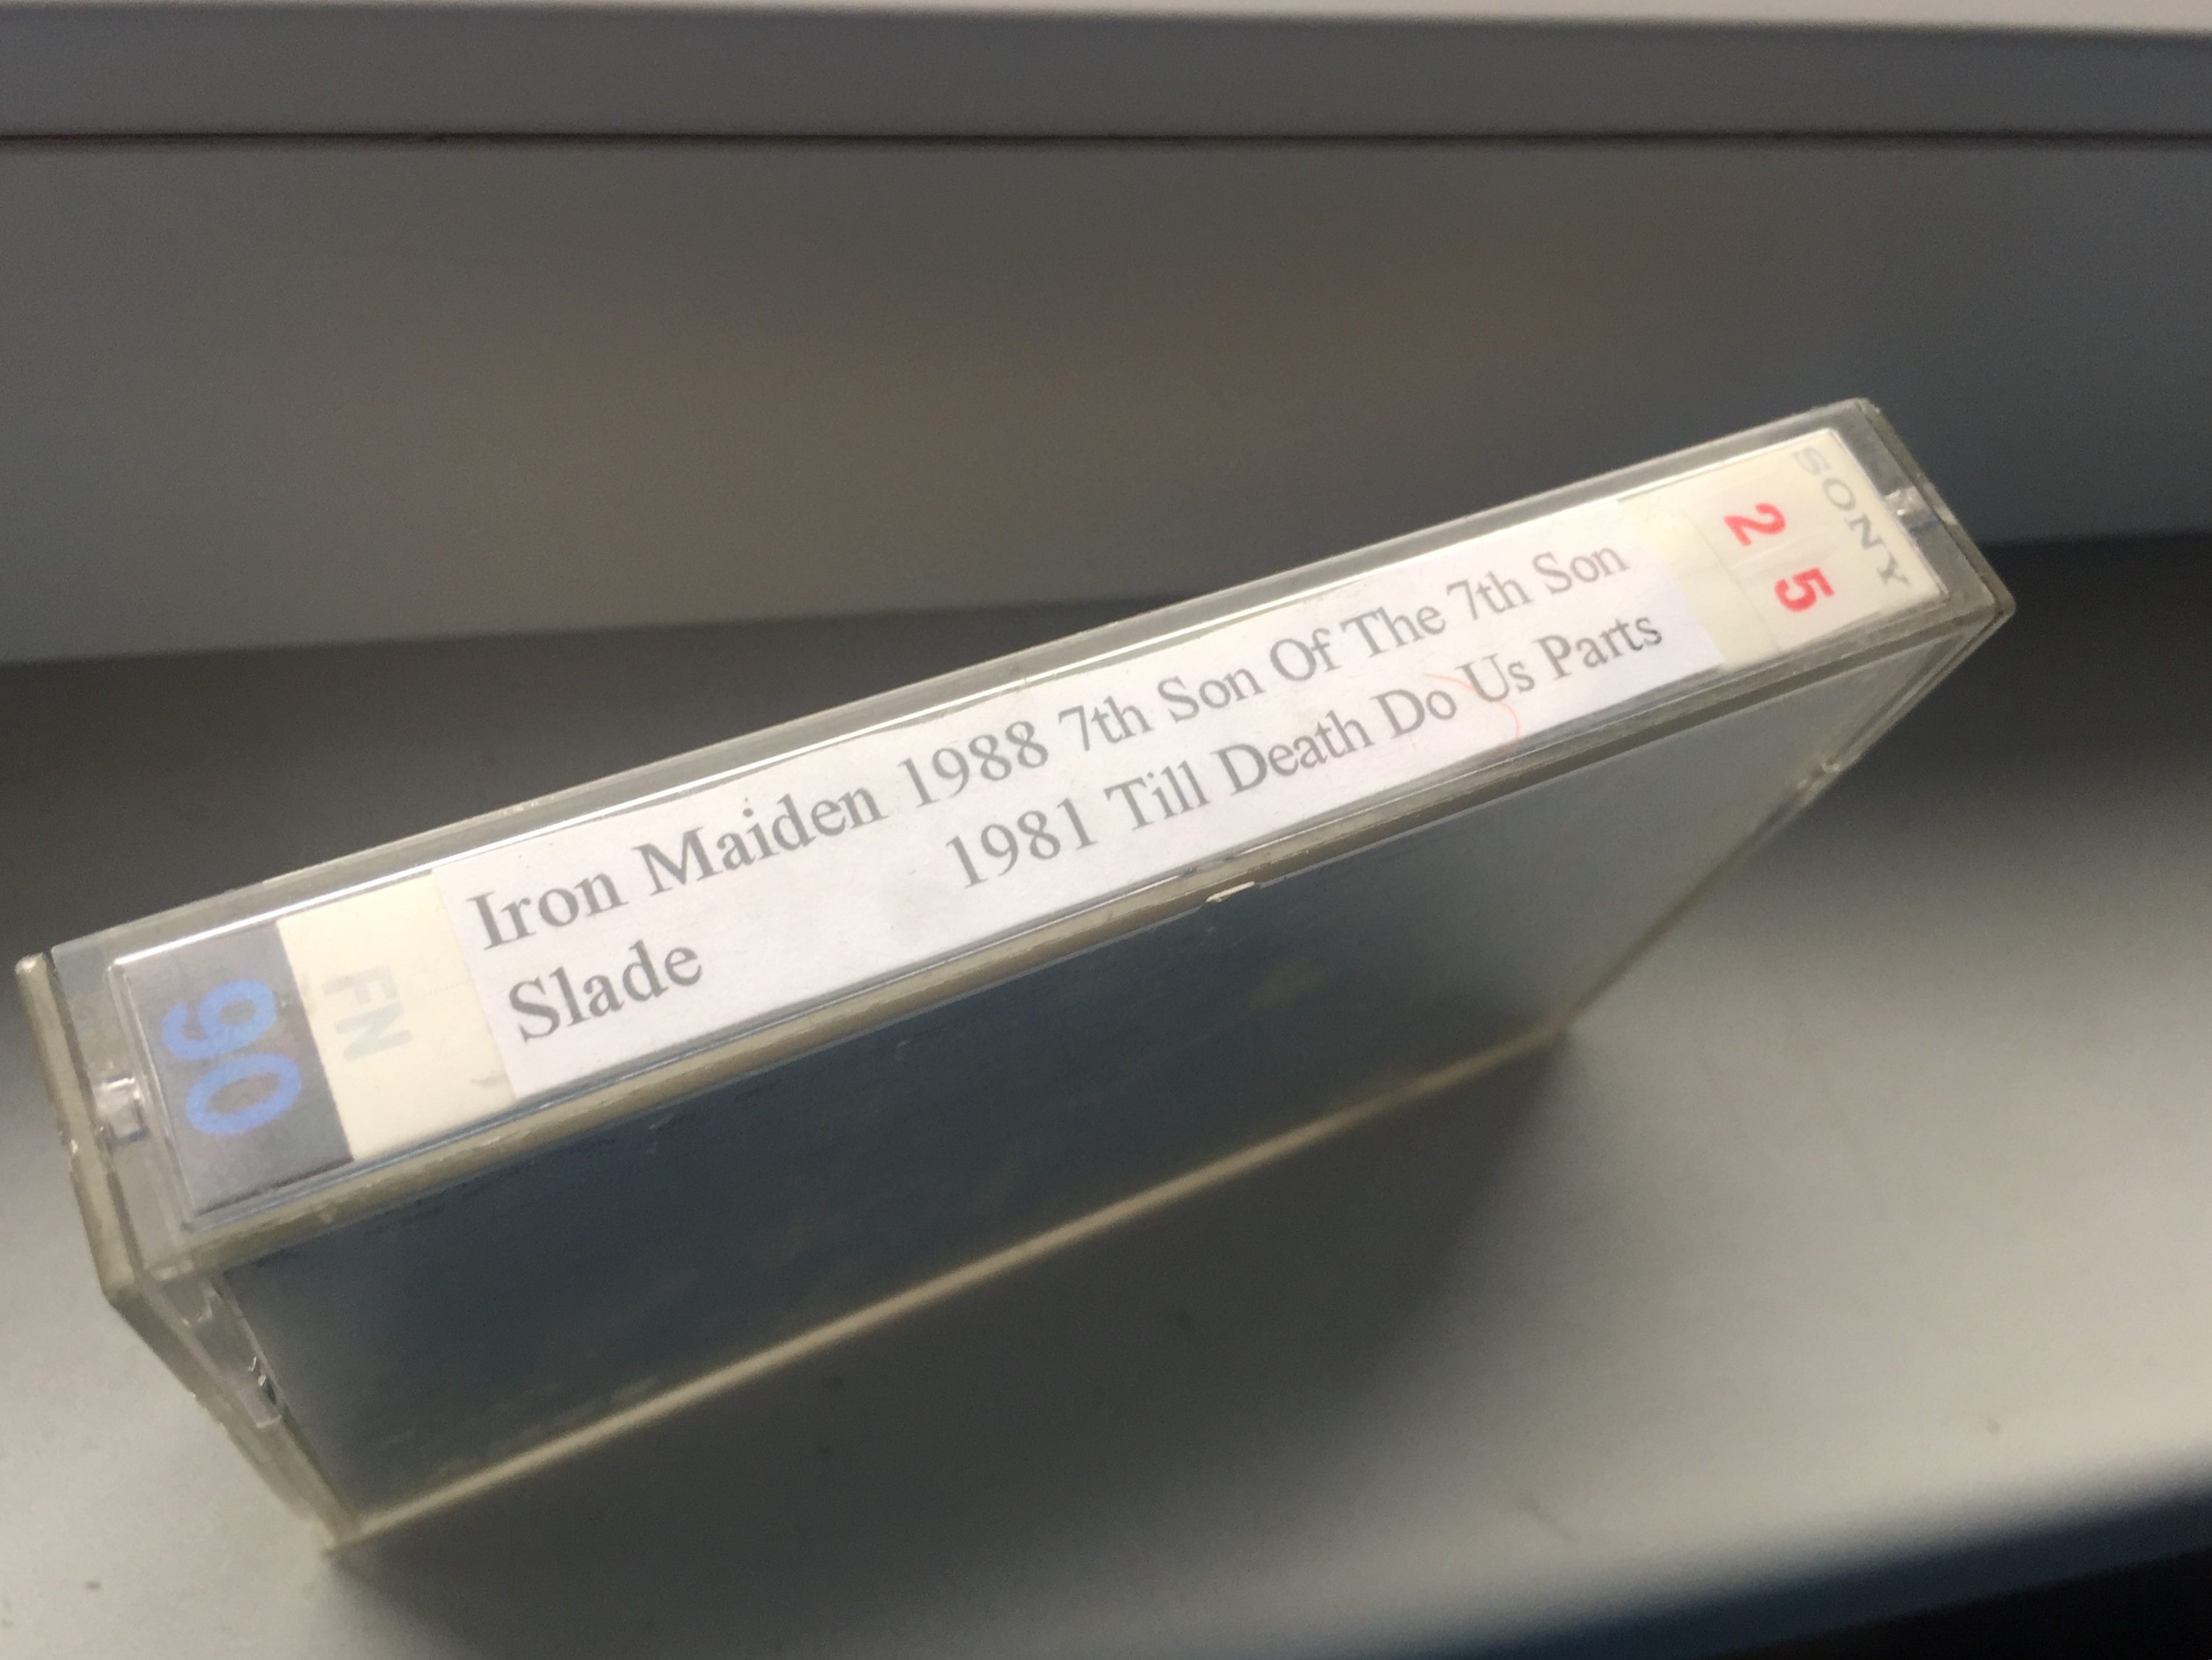 Iron Maiden 1988 7th Son Of The 7th Son
Slade 1981 Till Death Do Us Parts
90
FN
2 5
SONY